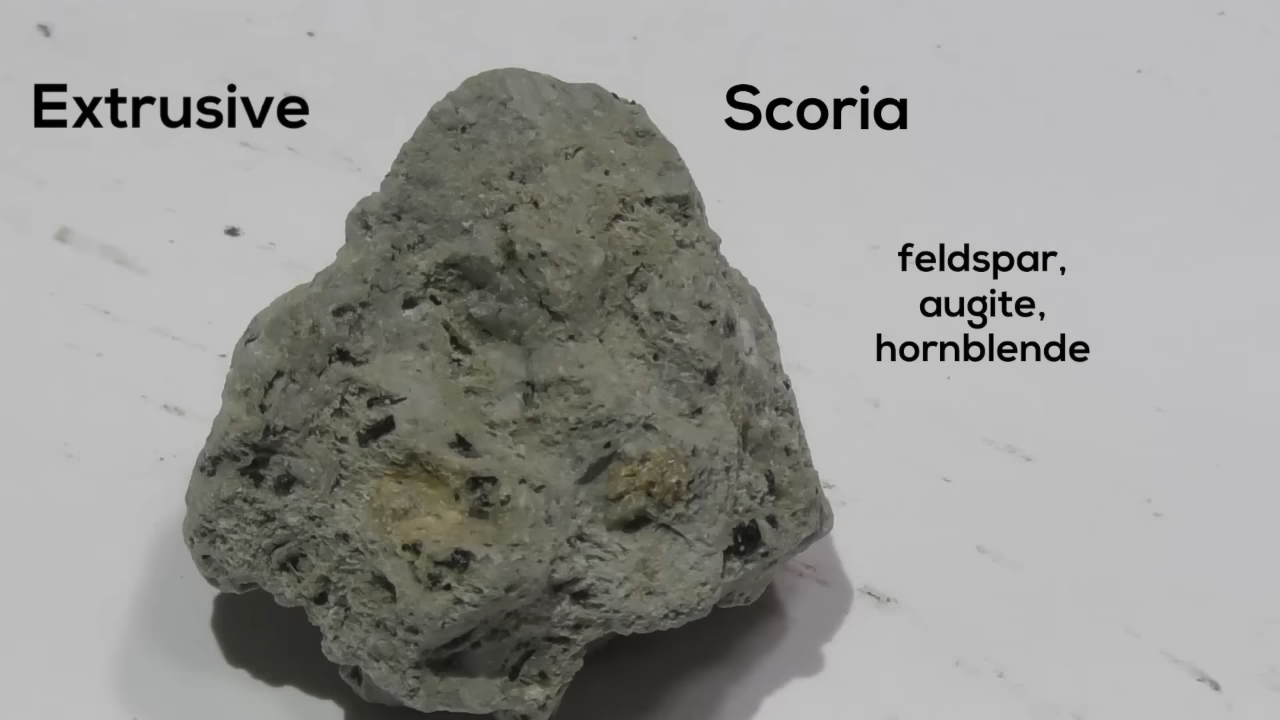 Extrusive
Scoria
feldspar,
augite,
hornblende